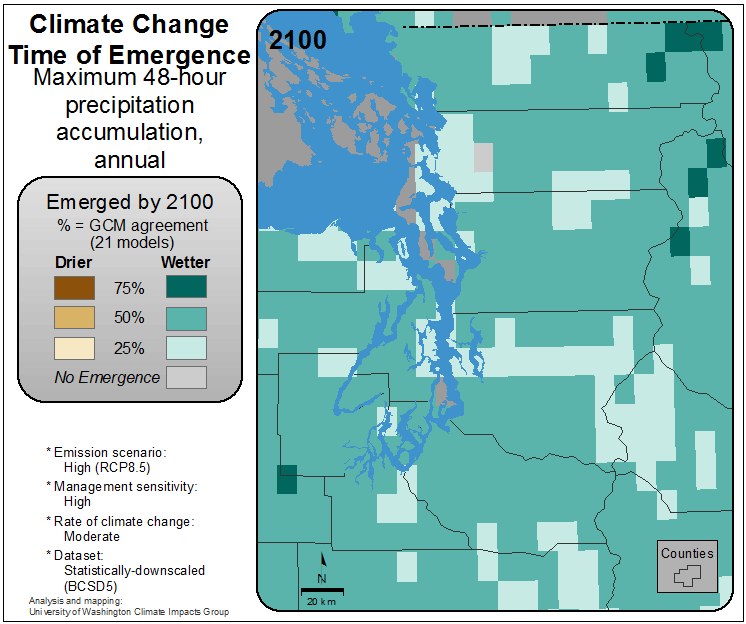 Climate Change
Time of Emergence
Maximum 48-hour
precipitation
accumulation,
annual
Emerged by 2100
% = GCM agreement
(21 models)
Drier Wetter
75%
50%
25%
No Emergence
* Emission scenario:
High (RCP8.5)
* Management sensitivity:
High
* Rate of climate change:
Moderate
* Dataset:
Statistically-downscaled
(BCSD5)
Analysis and mapping:
University of Washington Climate Impacts Group
2100
N
20 km
Counties